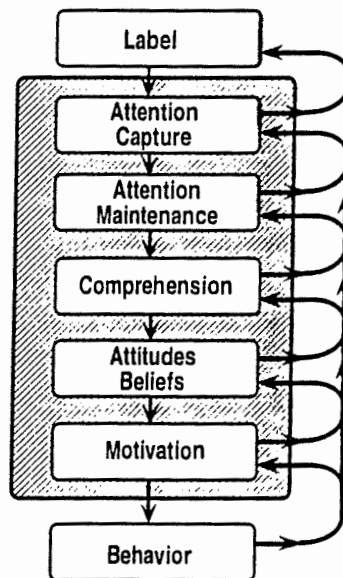 Label
Attention
Capture
Attention
Maintenance
Comprehension
Attitudes
Beliefs
Motivation
Behavior